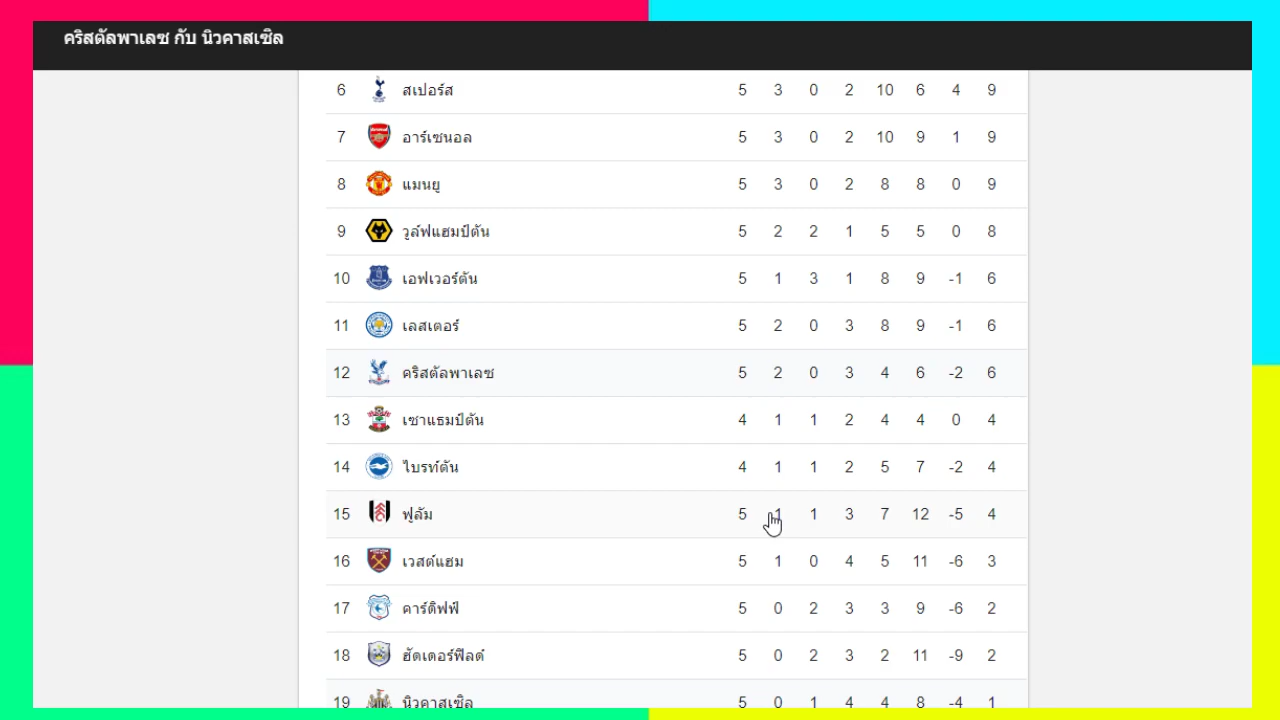 คริสตัลพาเลซ กับ นิวคาสเซิล
6 สเปอร์ส 5 3 0 2 10 6 4 9
7 อาร์เซนอล 5 3 0 2 10 9 1 9
8 แมนยู 5 3 0 2 8 8 0 9
9 วูล์ฟแฮมป์ตัน 5 2 2 1 5 5 0 8
10 เอฟเวอร์ตัน 5 1 3 1 8 9 -1 6
11 เลสเตอร์ 5 2 0 3 8 9 -1 6
12 คริสตัลพาเลซ 5 2 0 3 4 6 -2 6
13 เซาแธมป์ตัน 4 1 1 2 4 4 0 4
14 ไบรท์ตัน 4 1 1 2 5 7 -2 4
15 ฟูลัม 5 1 1 3 7 12 -5 4
16 เวสต์แฮม 5 1 0 4 5 11 -6 3
17 คาร์ดิฟฟ์ 5 0 2 3 3 9 -6 2
18 ฮัดเดอร์ฟิลด์ 5 0 2 3 2 11 -9 2
19 นิวคาสเซิล 5 0 1 4 4 8 -4 1